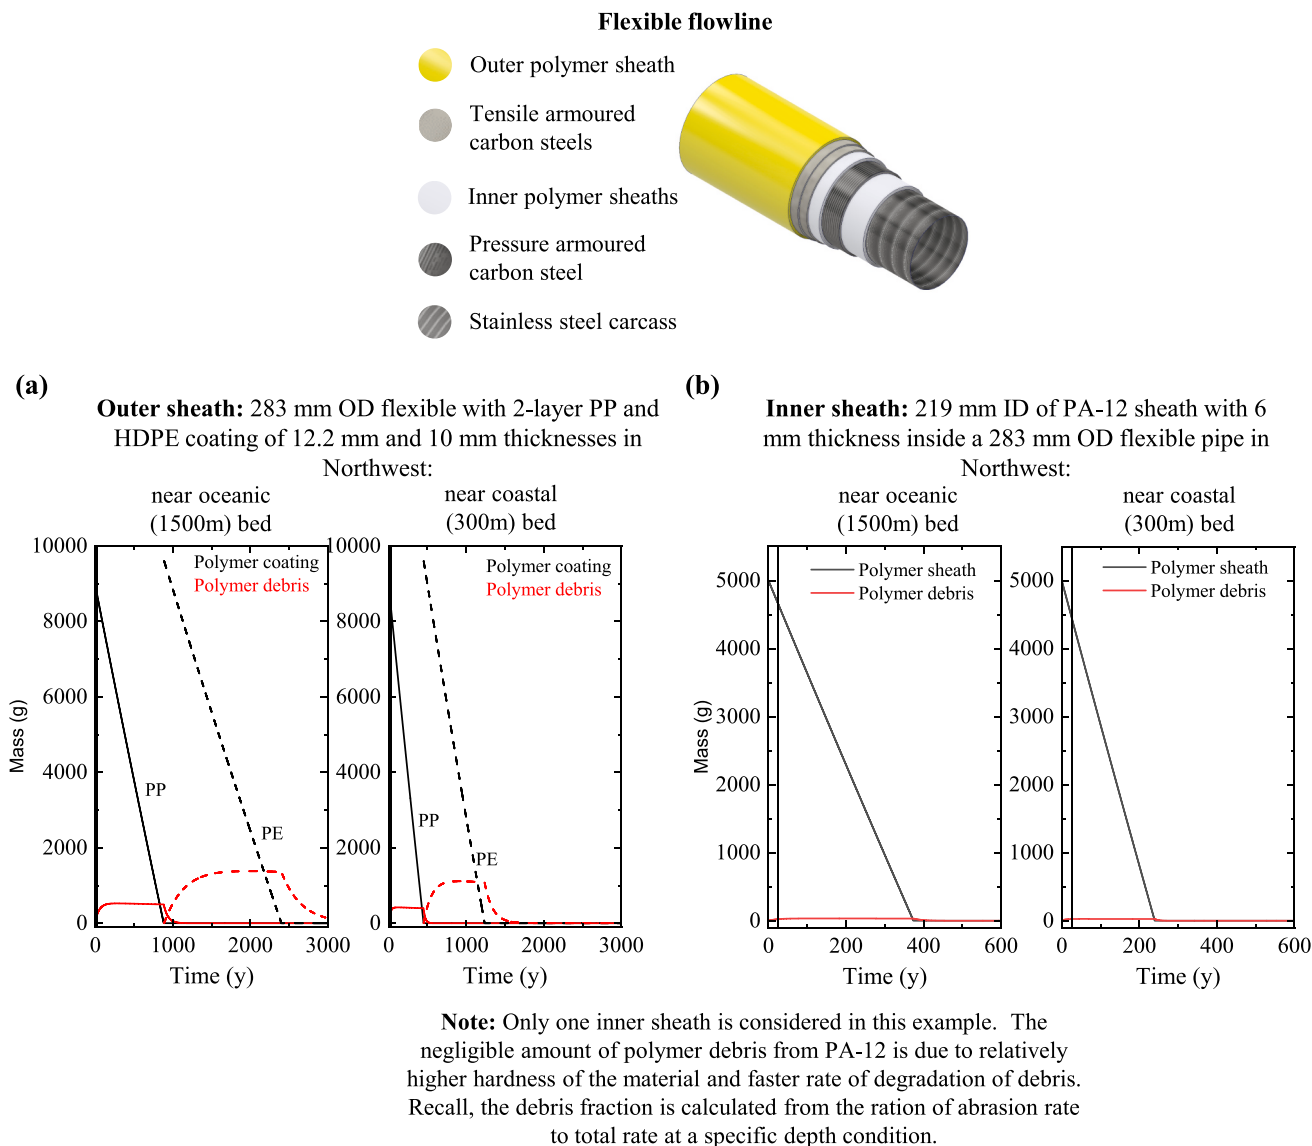 Flexible flowline
Outer polymer sheath
Tensile armoured
carbon steels
Inner polymer sheaths
Pressure armoured
carbon steel
Stainless steel carcass
(a)
Outer sheath: 283 mm OD flexible with 2-layer PP and
HDPE coating of 12.2 mm and 10 mm thicknesses in
Northwest:
near oceanic
(1500m) bed
near coastal
(300m) bed
Mass (g)
10000
8000
6000
4000
2000
0
Polymer coating
Polymer debris
PP
PE
0
1000
2000
3000
Time (y)
10000
8000
6000
4000
2000
0
Polymer coating
Polymer debris
PP
PE
0
1000
2000
3000
Time (y)
(b)
Inner sheath: 219 mm ID of PA-12 sheath with 6
mm thickness inside a 283 mm OD flexible pipe in
Northwest:
near oceanic
(1500m) bed
near coastal
(300m) bed
Mass (g)
5000
4000
3000
2000
1000
0
Polymer sheath
Polymer debris
0
200
400
600
Time (y)
5000
4000
3000
2000
1000
0
Polymer sheath
Polymer debris
0
200
400
600
Time (y)
Note: Only one inner sheath is considered in this example. The
negligible amount of polymer debris from PA-12 is due to relatively
higher hardness of the material and faster rate of degradation of debris.
Recall, the debris fraction is calculated from the ration of abrasion rate
to total rate at a specific depth condition.